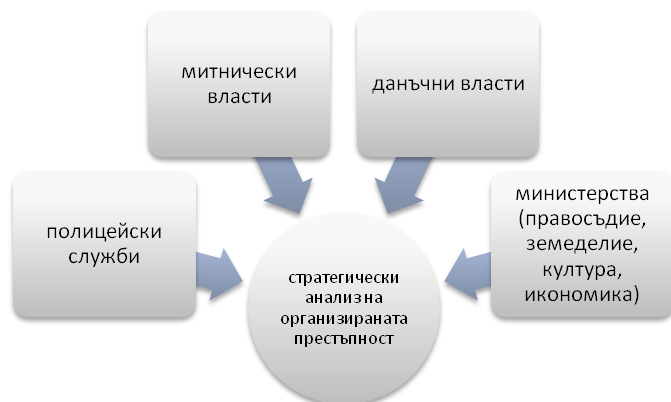 полицейски
служби
митнически
власти
данъчни власти
министерства
(правосъдие,
земеделие,
култура,
икономика)
стратегически
анализ на
организираната
престъпност